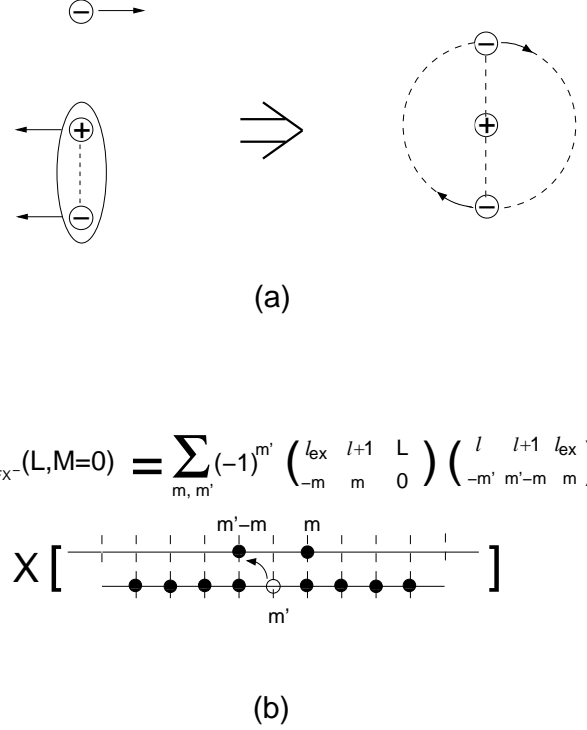 − + − − + −
(a)
X⁻(L,M=0) = ∑ m, m' (−1)^m' ( l_ex l+1 L −m m 0 ) ( l l+1 l_ex −m' m'−m m
m'−m m
X [ ]
m'
(b)